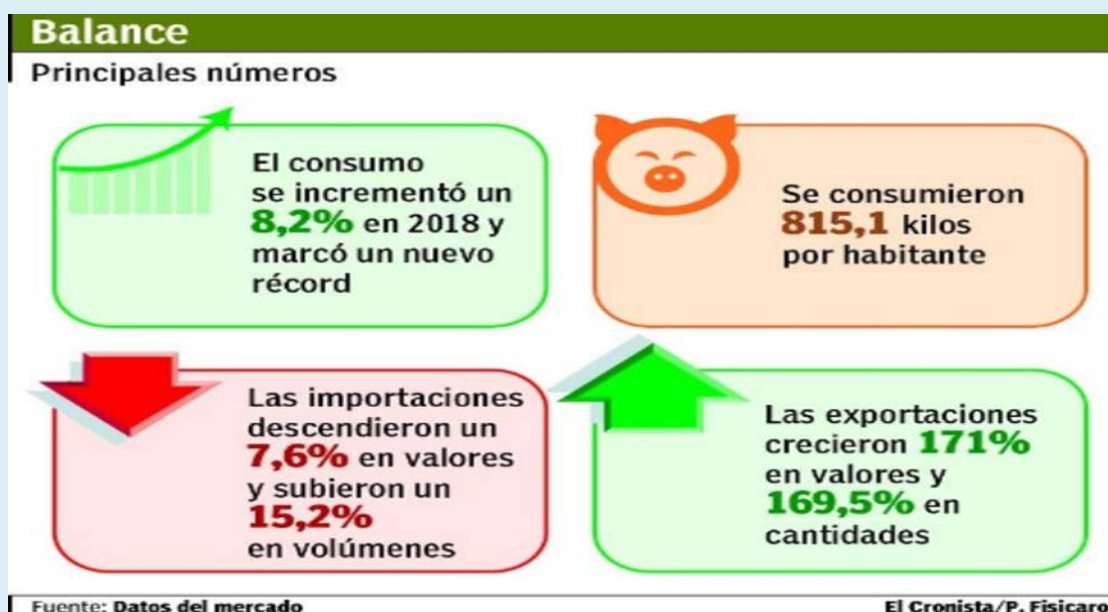 Balance
Principales números
El consumo
se incrementó un
8,2% en 2018 y
marcó un nuevo
récord
Se consumieron
815,1 kilos
por habitante
Las importaciones
descendieron un
7,6% en valores
y subieron un
15,2%
en volúmenes
Las exportaciones
crecieron 171%
en valores y
169,5% en
cantidades
Fuente: Datos del mercado
El Cronista/P. Fisicaro